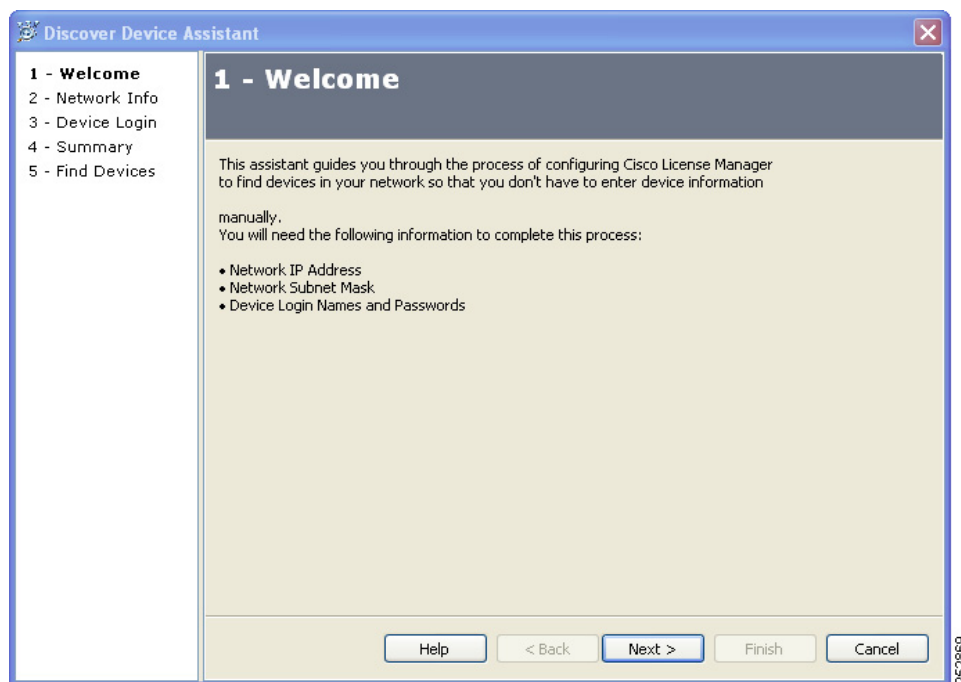 Discover Device Assistant
1 - Welcome
2 - Network Info
3 - Device Login
4 - Summary
5 - Find Devices
1 - Welcome
This assistant guides you through the process of configuring Cisco License Manager
to find devices in your network so that you don't have to enter device information
manually.
You will need the following information to complete this process:
• Network IP Address
• Network Subnet Mask
• Device Login Names and Passwords
Help
< Back
Next >
Finish
Cancel